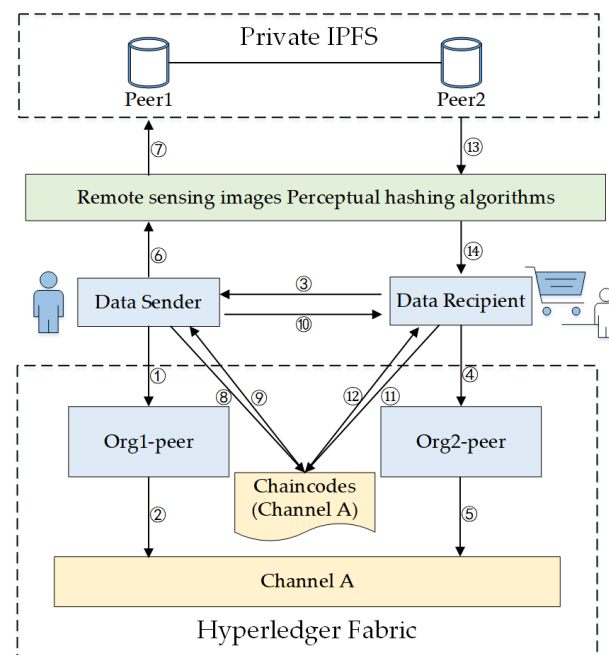 Private IPFS
Peer1
Peer2
⑦
⑬
Remote sensing images Perceptual hashing algorithms
⑥
⑭
Data Sender
③
⑩
Data Recipient
①
⑧
⑨
⑫
⑪
④
Org1-peer
Org2-peer
Chaincodes
(Channel A)
②
⑤
Channel A
Hyperledger Fabric